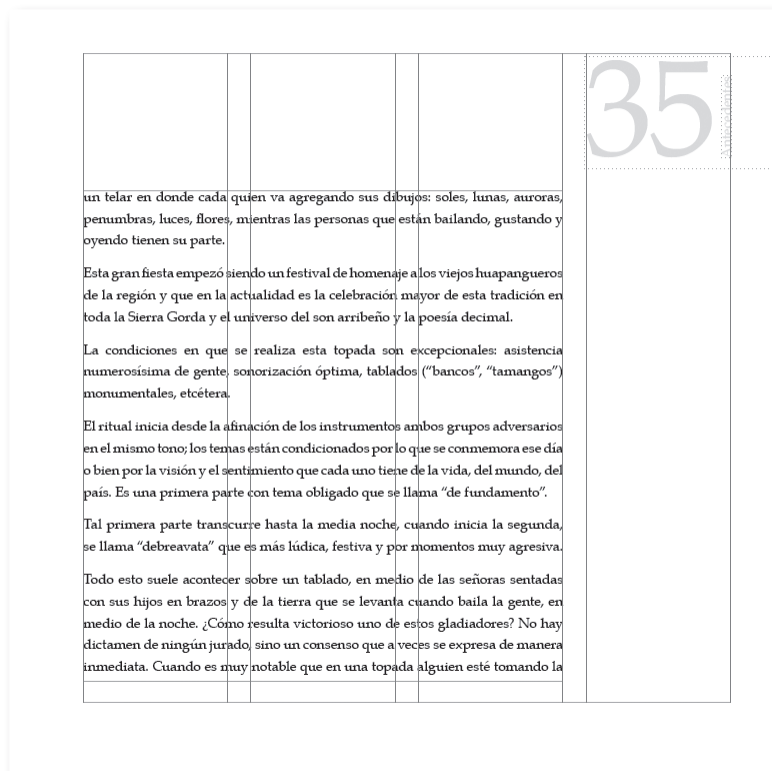 35
Antecedentes
un telar en donde cada quien va agregando sus dibujos: soles, lunas, auroras,
penumbras, luces, flores, mientras las personas que están bailando, gustando y
oyendo tienen su parte.
Esta gran fiesta empezó siendo un festival de homenaje a los viejos huapangueros
de la región y que en la actualidad es la celebración mayor de esta tradición en
toda la Sierra Gorda y el universo del son arribeño y la poesía decimal.
La condiciones en que se realiza esta topada son excepcionales: asistencia
numerosísima de gente, sonorización óptima, tablados (“bancos”, “tamangos”)
monumentales, etcétera.
El ritual inicia desde la afinación de los instrumentos ambos grupos adversarios
en el mismo tono; los temas están condicionados por lo que se conmemora ese día
o bien por la visión y el sentimiento que cada uno tiene de la vida, del mundo, del
país. Es una primera parte con tema obligado que se llama “de fundamento”.
Tal primera parte transcurre hasta la media noche, cuando inicia la segunda,
se llama “debreavata” que es más lúdica, festiva y por momentos muy agresiva.
Todo esto suele acontecer sobre un tablado, en medio de las señoras sentadas
con sus hijos en brazos y de la tierra que se levanta cuando baila la gente, en
medio de la noche. ¿Cómo resulta victorioso uno de estos gladiadores? No hay
dictamen de ningún jurado, sino un consenso que a veces se expresa de manera
inmediata. Cuando es muy notable que en una topada alguien esté tomando la